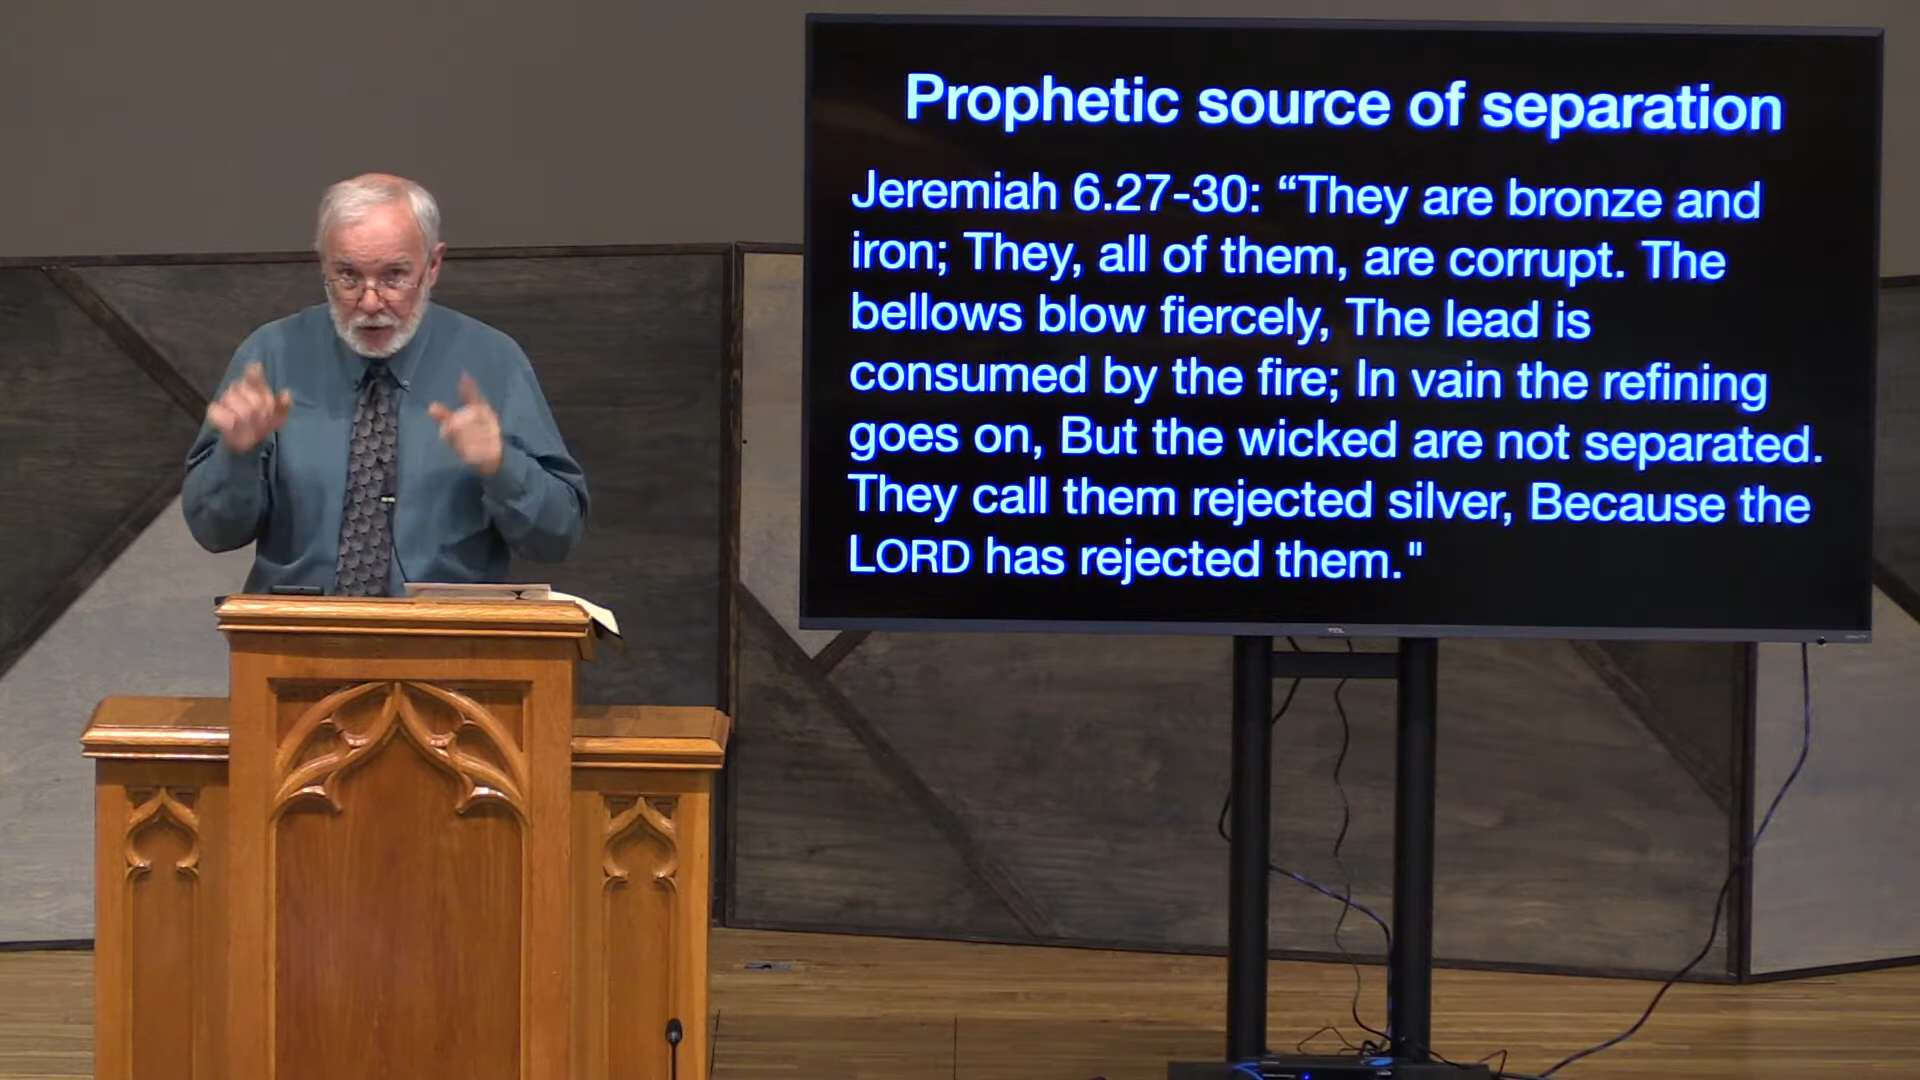 Prophetic source of separation
Jeremiah 6.27-30: “They are bronze and
iron; They, all of them, are corrupt. The
bellows blow fiercely, The lead is
consumed by the fire; In vain the refining
goes on, But the wicked are not separated.
They call them rejected silver, Because the
LORD has rejected them."
TCL